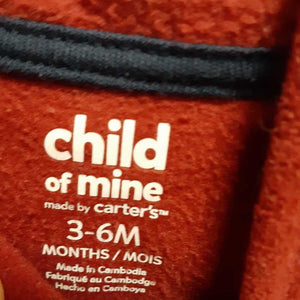 child
of mine
made by carter's™
3-6M
MONTHS / MOIS
Made in Cambodia
Fabriqué au Cambodge
Hecho en Camboya